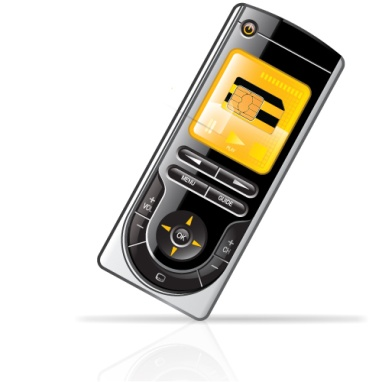 MENU
GUIDE
+
VOL
-
OK
+
CH
-